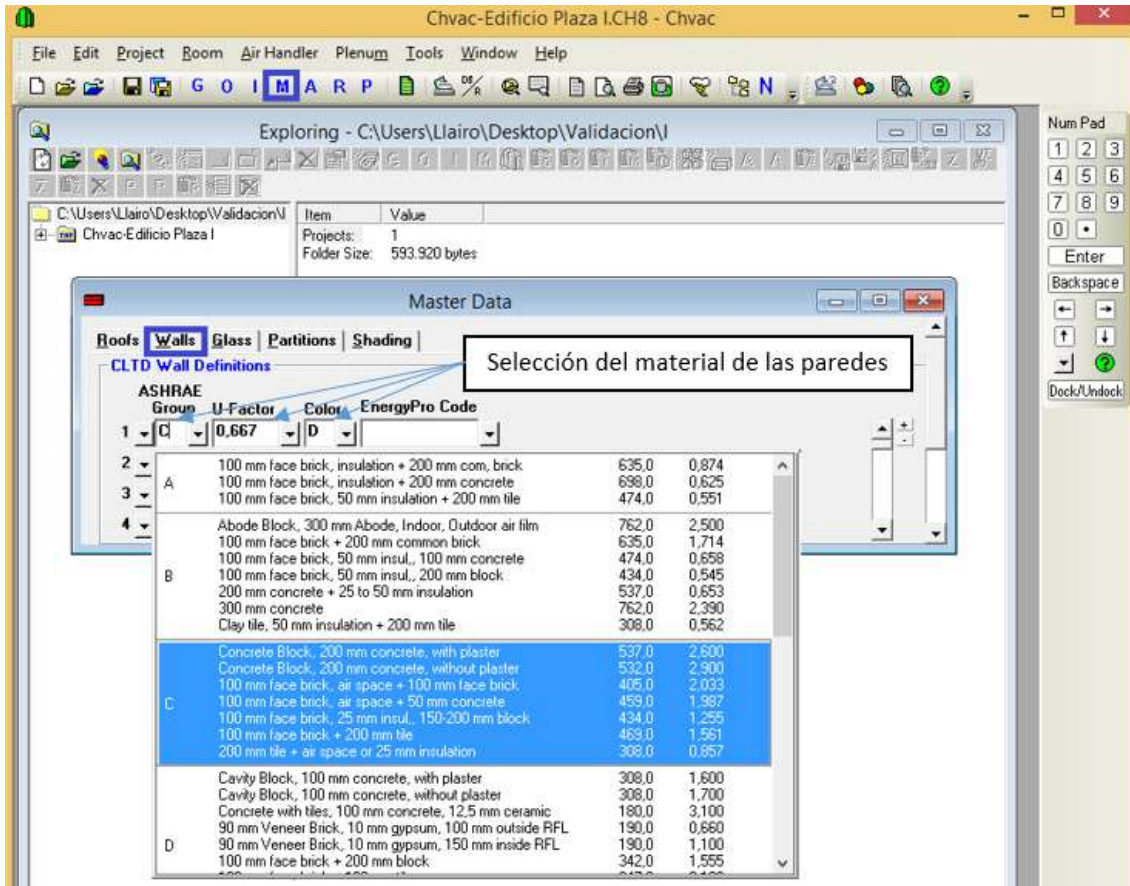 Chvac-Edificio Plaza I.CH8 - Chvac
File Edit Project Room Air Handler Plenum Tools Window Help
G O I M A R P N
Exploring - C:\Users\Llairo\Desktop\Validacion\I
C:\Users\Llairo\Desktop\Validacion\I
Chvac-Edificio Plaza I
Item Value
Projects: 1
Folder Size: 593.920 bytes
Num Pad
1 2 3
4 5 6
7 8 9
0 •
Enter
Backspace
Dock/Undock
Master Data
Roofs Walls Glass Partitions Shading
Selección del material de las paredes
CLTD Wall Definitions
ASHRAE
Group U-Factor Color EnergyPro Code
1 C 0,667 D
2
3
4
A
100 mm face brick, insulation + 200 mm com, brick 635,0 0,874
100 mm face brick, insulation + 200 mm concrete 698,0 0,625
100 mm face brick, 50 mm insulation + 200 mm tile 474,0 0,551
B
Abode Block, 300 mm Abode, Indoor, Outdoor air film 762,0 2,500
100 mm face brick + 200 mm common brick 635,0 1,714
100 mm face brick, 50 mm insul,, 100 mm concrete 474,0 0,658
100 mm face brick, 50 mm insul,, 200 mm block 434,0 0,545
200 mm concrete + 25 to 50 mm insulation 537,0 0,653
300 mm concrete 762,0 2,390
Clay tile, 50 mm insulation + 200 mm tile 308,0 0,562
C
Concrete Block, 200 mm concrete, with plaster 537,0 2,600
Concrete Block, 200 mm concrete, without plaster 532,0 2,900
100 mm face brick, air space + 100 mm face brick 405,0 2,033
100 mm face brick, air space + 50 mm concrete 459,0 1,987
100 mm face brick, 25 mm insul,, 150-200 mm block 434,0 1,255
100 mm face brick + 200 mm tile 469,0 1,561
200 mm tile + air space or 25 mm insulation 308,0 0,857
D
Cavity Block, 100 mm concrete, with plaster 308,0 1,600
Cavity Block, 100 mm concrete, without plaster 308,0 1,700
Concrete with tiles, 100 mm concrete, 12,5 mm ceramic 180,0 3,100
90 mm Veneer Brick, 10 mm gypsum, 100 mm outside RFL 190,0 0,660
90 mm Veneer Brick, 10 mm gypsum, 150 mm inside RFL 190,0 1,100
100 mm face brick + 200 mm block 342,0 1,555